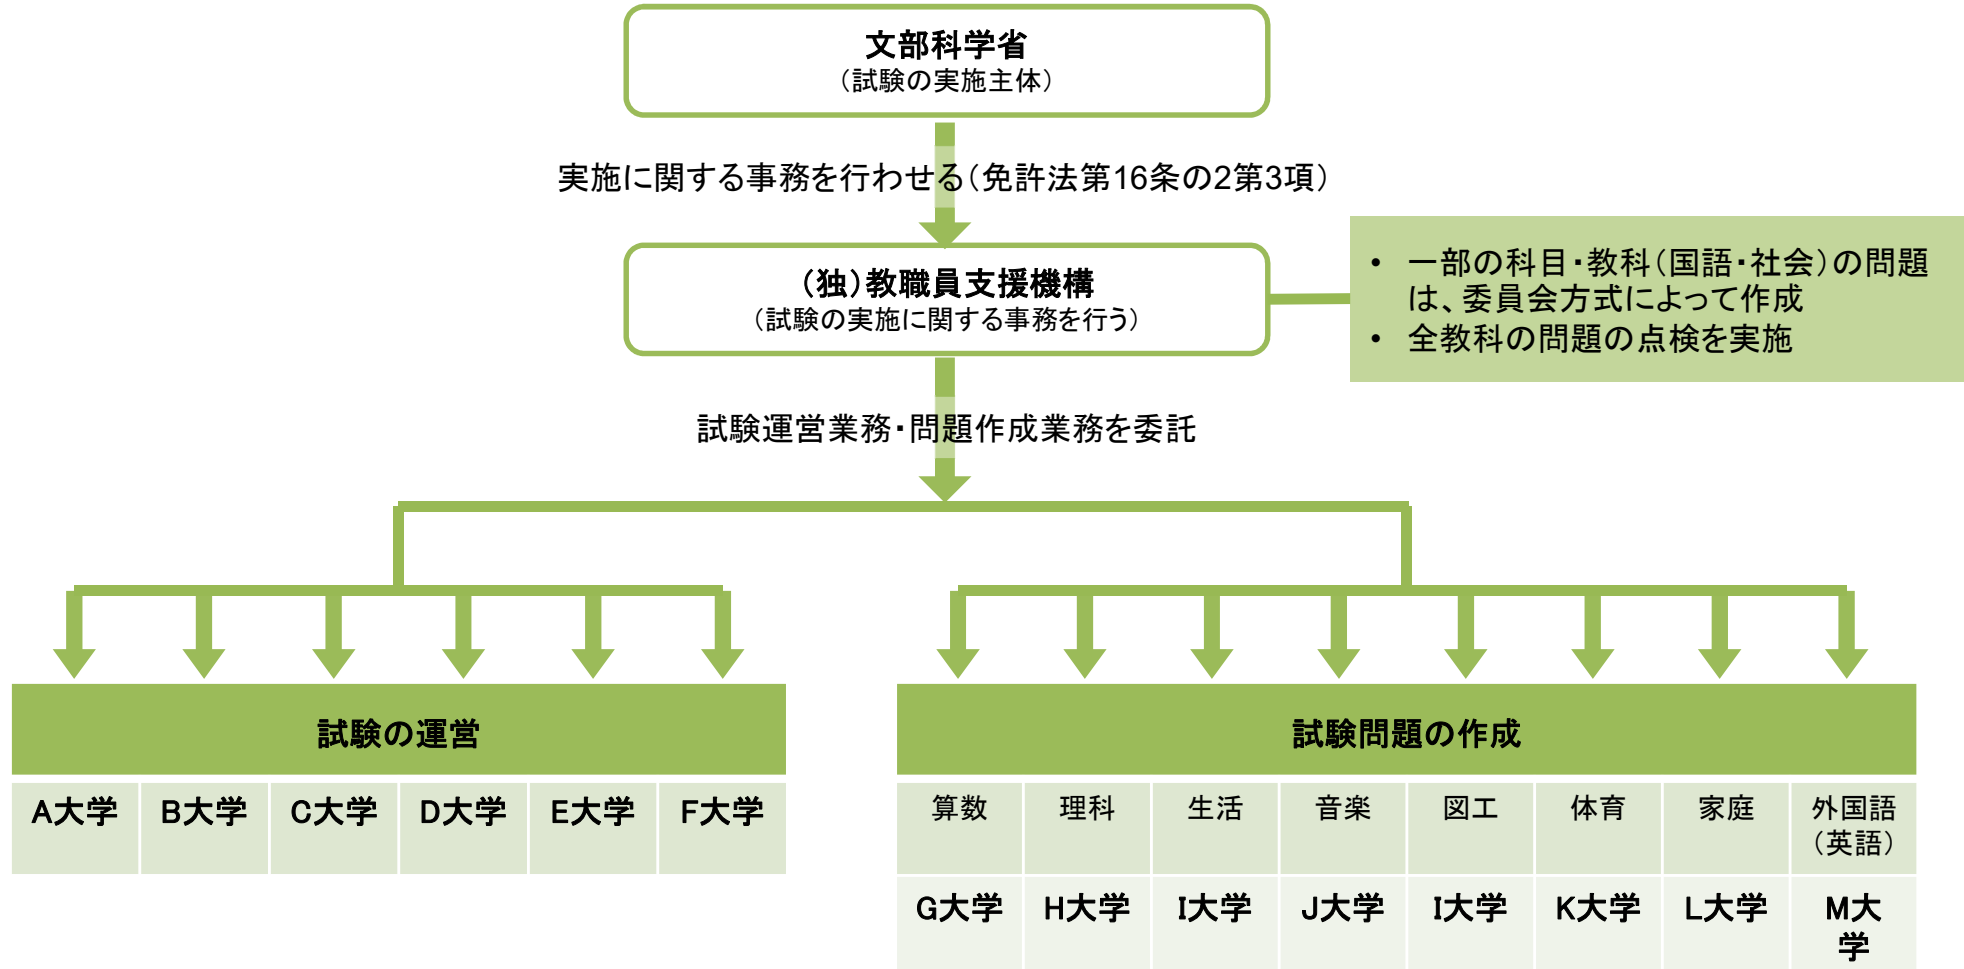 文部科学省
（試験の実施主体）
実施に関する事務を行わせる（免許法第16条の2第3項）
（独）教職員支援機構
（試験の実施に関する事務を行う）
• 一部の科目・教科（国語・社会）の問題
は、委員会方式によって作成
• 全教科の問題の点検を実施
試験運営業務・問題作成業務を委託
試験の運営
A大学 B大学 C大学 D大学 E大学 F大学
試験問題の作成
算数 理科 生活 音楽 図工 体育 家庭 外国語
（英語）
G大学 H大学 I大学 J大学 I大学 K大学 L大学 M大
学